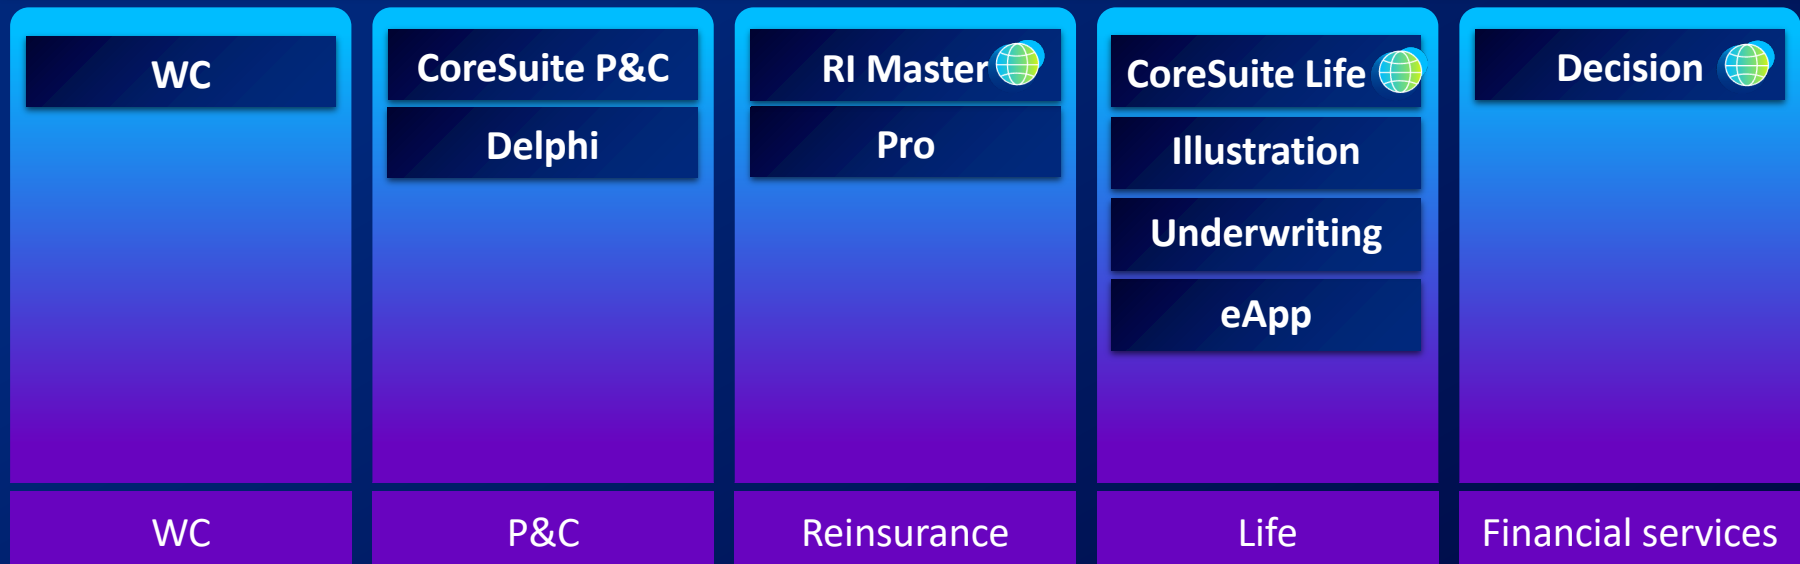 WC
CoreSuite P&C
Delphi
RI Master
Pro
CoreSuite Life
Illustration
Underwriting
eApp
Decision
WC
P&C
Reinsurance
Life
Financial services